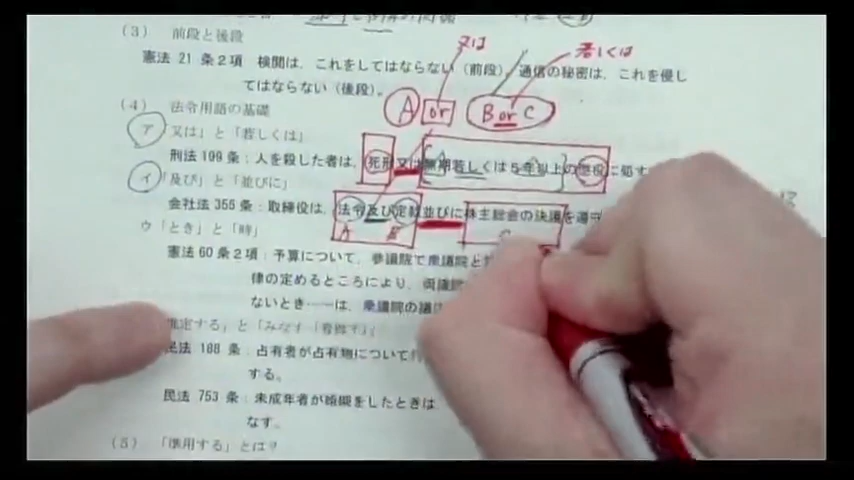 (3) 前段と後段
憲法 21 条2項 検閲は、これをしてはならない（前段）。通信の秘密は、これを侵し
てはならない（後段）。
又は 若しくは
(4) 法令用語の基礎
A or B or C
ア 又は」と「若しくは」
刑法 199 条：人を殺した者は、死刑又は無期若しくは5年以上の懲役に処す
イ 「及び」と「並びに」
会社法 355 条：取締役は、法令及び定款並びに株主総会の決議を遵守
A B C
ウ「とき」と「時」
憲法 60 条2項：予算について、参議院で衆議院と
律の定めるところにより、両議院
ないとき……は、衆議院の議
推定する」と「みなす「看做す」」
民法 188 条：占有者が占有物について行
する。
民法 753 条：未成年者が婚姻をしたときは
なす。
(5) 「準用する」とは?